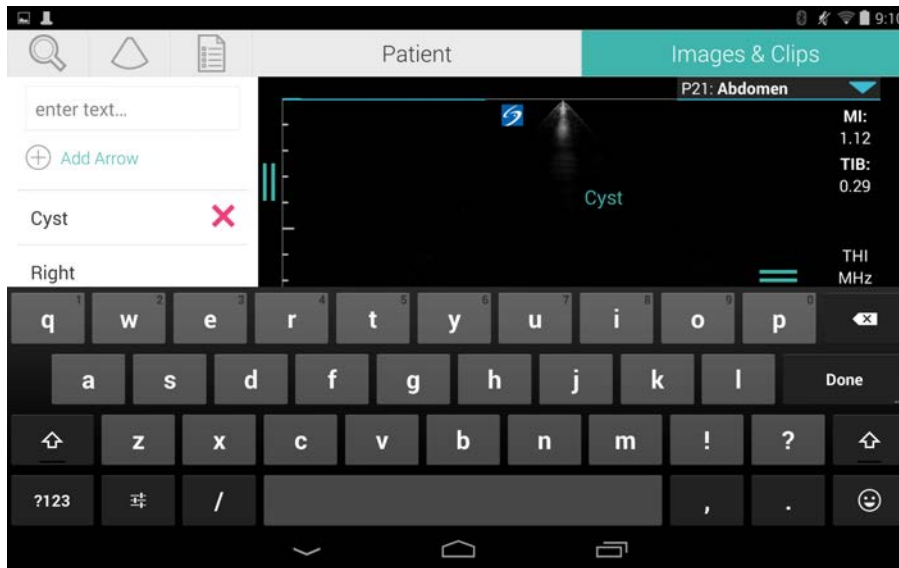 9:10
Patient
Images & Clips
enter text...
P21: Abdomen
MI:
1.12
Add Arrow
TIB:
0.29
Cyst
Cyst
Right
THI
MHz
1 2 3 4 5 6 7 8 9 0
q w e r t y u i o p
a s d f g h j k l Done
z x c v b n m ! ?
?123 / , .